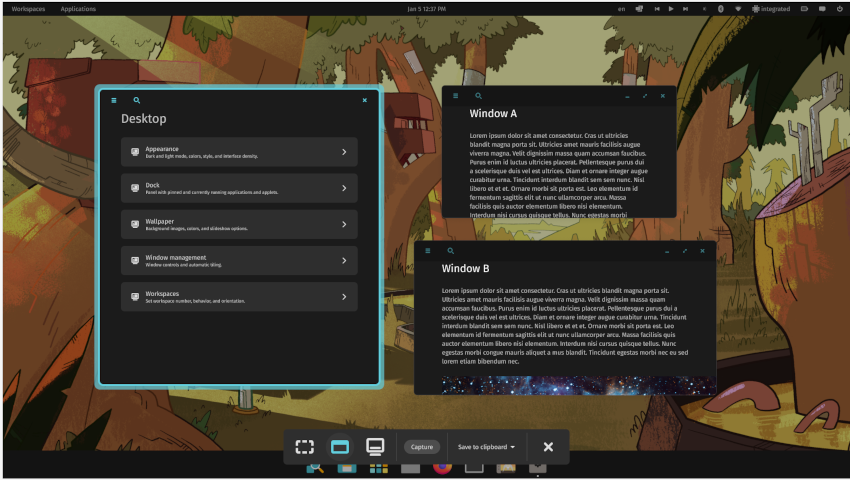 Workspaces Applications Jan 5 12:37 PM en integrated
Desktop
Appearance
Dark and light mode, colors, style, and interface density.
Dock
Panel with pinned and currently running applications and applets.
Wallpaper
Background images, colors, and slideshow options.
Window management
Window controls and automatic tiling.
Workspaces
Set workspace number, behavior, and orientation.
Window A
Lorem ipsum dolor sit amet consectetur. Cras ut ultricies
blandit magna porta sit. Ultricies amet mauris facilisis augue
viverra magna. Velit dignissim massa quam accumsan faucibus.
Purus enim id luctus ultricies placerat. Pellentesque purus dui
a scelerisque duis vel est ultrices. Diam et ornare integer augue
curabitur urna. Tincidunt interdum blandit sem sem nunc. Nisl
libero et et et. Ornare morbi sit porta est. Leo elementum id
fermentum sagittis elit ut nunc ullamcorper arcu. Massa
facilisis quis auctor elementum libero enim id sodales.
Interdum nisi cursus quisque tellus. Nunc egestas morbi
Window B
Lorem ipsum dolor sit amet consectetur. Cras ut ultricies blandit magna porta sit.
Ultricies amet mauris facilisis augue viverra magna. Velit dignissim massa quam
accumsan faucibus. Purus enim id luctus ultricies placerat. Pellentesque purus dui a
scelerisque duis vel est ultrices. Diam et ornare integer augue curabitur urna. Tincidunt
interdum blandit sem sem nunc. Nisl libero et et et. Ornare morbi sit porta est. Leo
elementum id fermentum sagittis elit ut nunc ullamcorper arcu. Massa facilisis quis
auctor elementum libero enim id sodales. Interdum nisi cursus quisque tellus. Nunc
egestas morbi congue mauris aliquet a mus blandit. Tincidunt egestas morbi nec eu sed
lorem etiam bibendum nec.
Capture Save to clipboard